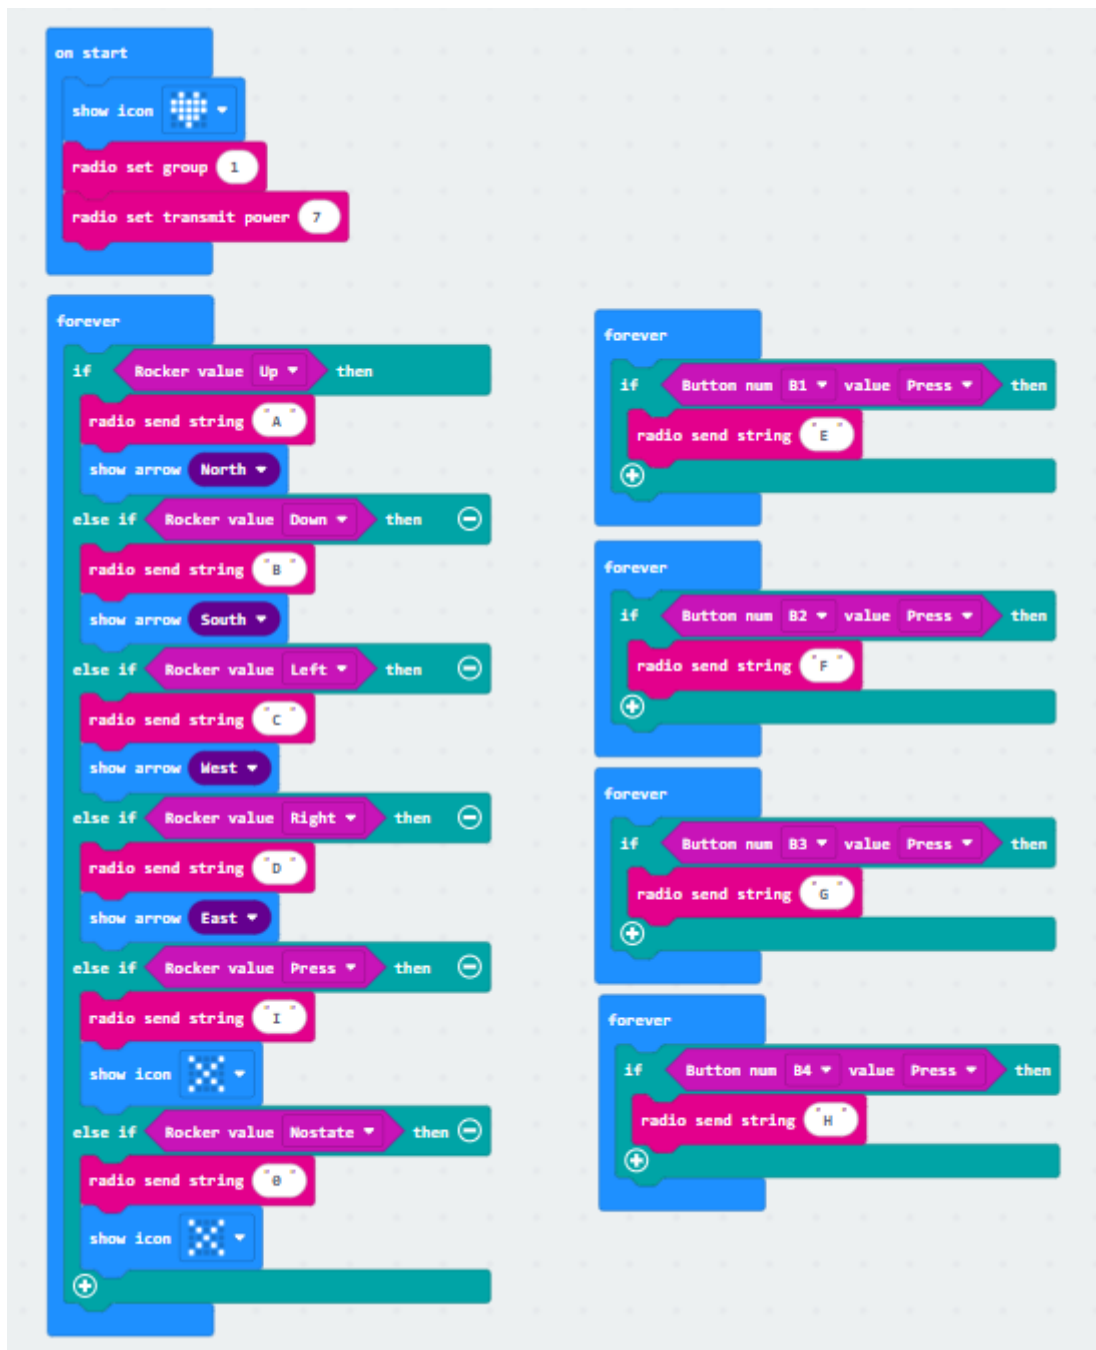 on start
show icon
radio set group 1
radio set transmit power 7
forever
if Rocker value Up then
radio send string "A"
show arrow North
else if Rocker value Down then
radio send string "B"
show arrow South
else if Rocker value Left then
radio send string "C"
show arrow West
else if Rocker value Right then
radio send string "D"
show arrow East
else if Rocker value Press then
radio send string "I"
show icon
else if Rocker value Nostate then
radio send string "0"
show icon
forever
if Button num B1 value Press then
radio send string "E"
forever
if Button num B2 value Press then
radio send string "F"
forever
if Button num B3 value Press then
radio send string "G"
forever
if Button num B4 value Press then
radio send string "H"